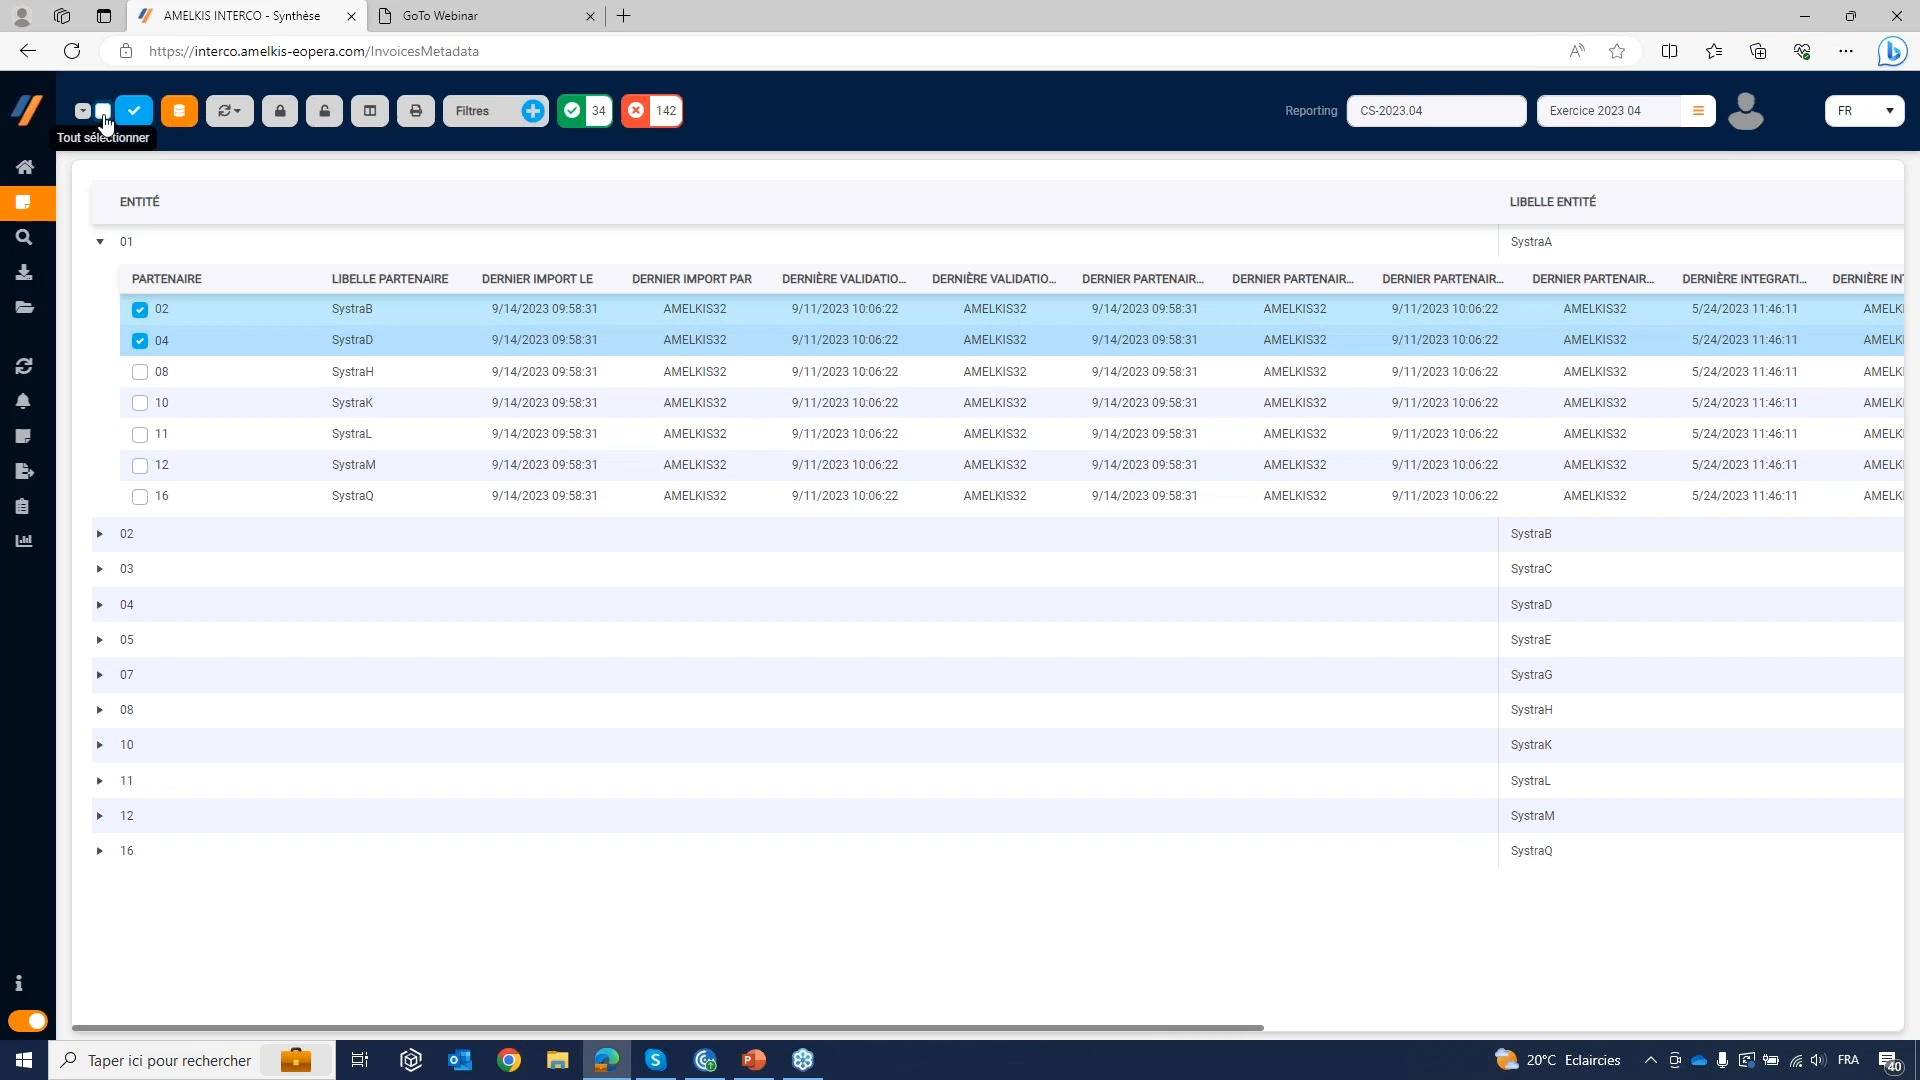 AMELKIS INTERCO - Synthèse
GoTo Webinar
https://interco.amelkis-eopera.com/InvoicesMetadata
Filtres
34
142
Reporting
CS-2023.04
Exercice 2023 04
FR
Tout sélectionner
ENTITÉ LIBELLE ENTITÉ
01 SystraA
PARTENAIRE LIBELLE PARTENAIRE DERNIER IMPORT LE DERNIER IMPORT PAR DERNIÈRE VALIDATIO... DERNIÈRE VALIDATIO... DERNIER PARTENAIR... DERNIER PARTENAIR... DERNIER PARTENAIR... DERNIER PARTENAIR... DERNIÈRE INTEGRATI... DERNIÈRE INT
02 SystraB 9/14/2023 09:58:31 AMELKIS32 9/11/2023 10:06:22 AMELKIS32 9/14/2023 09:58:31 AMELKIS32 9/11/2023 10:06:22 AMELKIS32 5/24/2023 11:46:11 AMELK
04 SystraD 9/14/2023 09:58:31 AMELKIS32 9/11/2023 10:06:22 AMELKIS32 9/14/2023 09:58:31 AMELKIS32 9/11/2023 10:06:22 AMELKIS32 5/24/2023 11:46:11 AMELK
08 SystraH 9/14/2023 09:58:31 AMELKIS32 9/11/2023 10:06:22 AMELKIS32 9/14/2023 09:58:31 AMELKIS32 9/11/2023 10:06:22 AMELKIS32 5/24/2023 11:46:11 AMELK
10 SystraK 9/14/2023 09:58:31 AMELKIS32 9/11/2023 10:06:22 AMELKIS32 9/14/2023 09:58:31 AMELKIS32 9/11/2023 10:06:22 AMELKIS32 5/24/2023 11:46:11 AMELK
11 SystraL 9/14/2023 09:58:31 AMELKIS32 9/11/2023 10:06:22 AMELKIS32 9/14/2023 09:58:31 AMELKIS32 9/11/2023 10:06:22 AMELKIS32 5/24/2023 11:46:11 AMELK
12 SystraM 9/14/2023 09:58:31 AMELKIS32 9/11/2023 10:06:22 AMELKIS32 9/14/2023 09:58:31 AMELKIS32 9/11/2023 10:06:22 AMELKIS32 5/24/2023 11:46:11 AMELK
16 SystraQ 9/14/2023 09:58:31 AMELKIS32 9/11/2023 10:06:22 AMELKIS32 9/14/2023 09:58:31 AMELKIS32 9/11/2023 10:06:22 AMELKIS32 5/24/2023 11:46:11 AMELK
02 SystraB
03 SystraC
04 SystraD
05 SystraE
07 SystraG
08 SystraH
10 SystraK
11 SystraL
12 SystraM
16 SystraQ
Taper ici pour rechercher
20°C Eclaircies
FRA
40